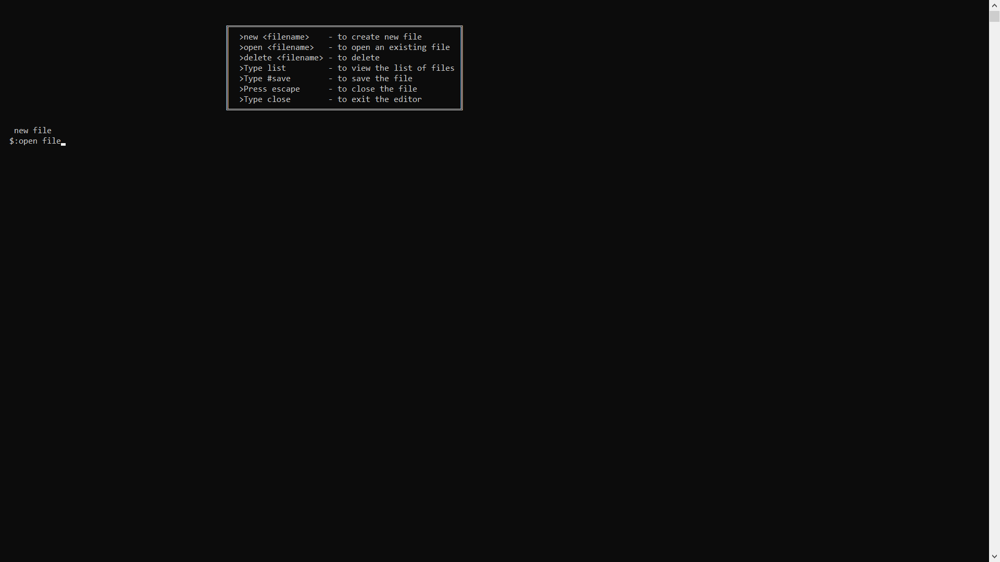 >new <filename>    - to create new file
>open <filename>   - to open an existing file
>delete <filename> - to delete
>Type list         - to view the list of files
>Type #save        - to save the file
>Press escape      - to close the file
>Type close        - to exit the editor
new file
$:open file